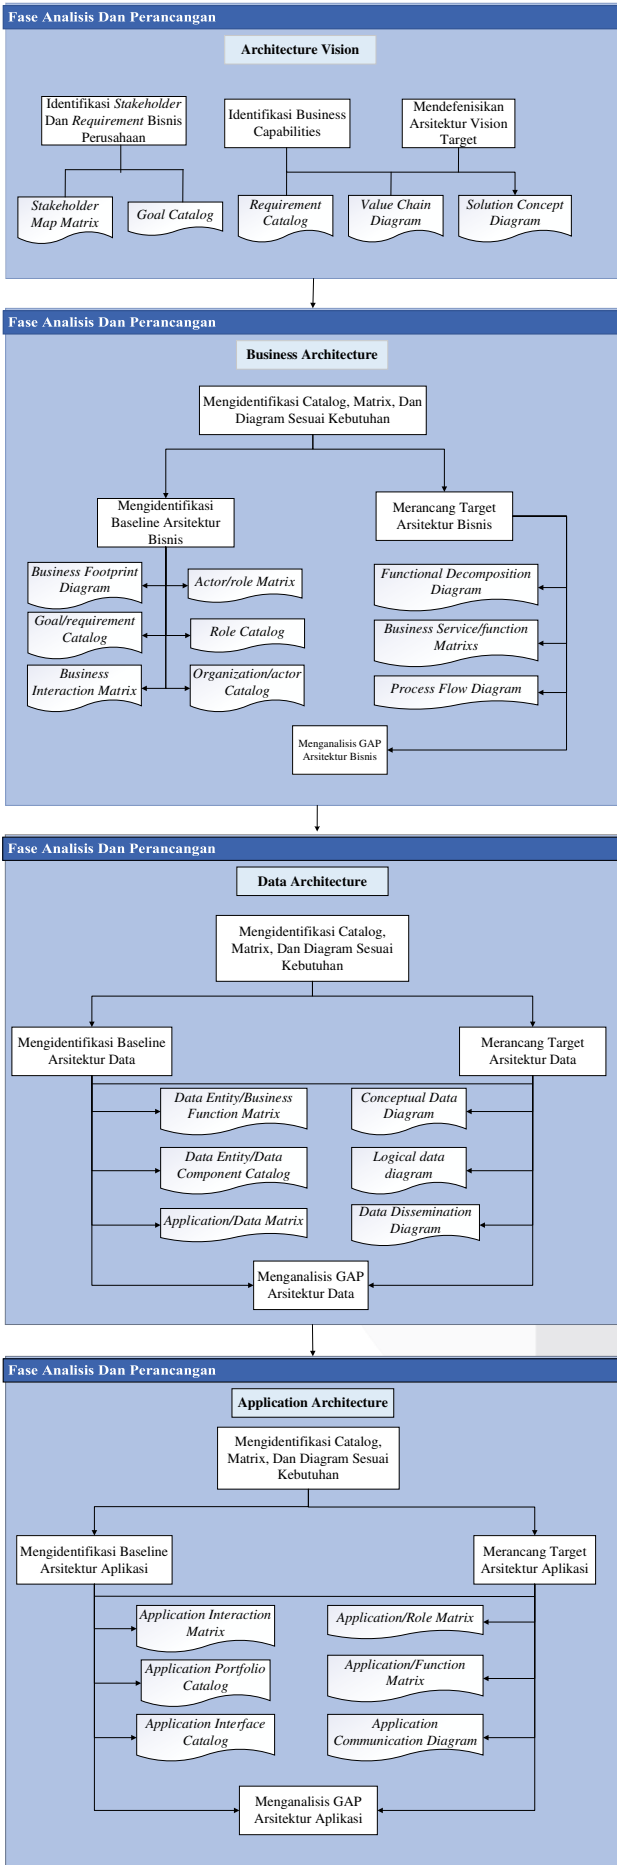 Fase Analisis Dan Perancangan
Architecture Vision
Identifikasi Stakeholder
Dan Requirement Bisnis
Perusahaan
Identifikasi Business
Capabilities
Mendefenisikan
Arsitektur Vision
Target
Stakeholder
Map Matrix
Goal Catalog
Requirement
Catalog
Value Chain
Diagram
Solution Concept
Diagram
Fase Analisis Dan Perancangan
Business Architecture
Mengidentifikasi Catalog, Matrix, Dan
Diagram Sesuai Kebutuhan
Mengidentifikasi
Baseline Arsitektur
Bisnis
Merancang Target
Arsitektur Bisnis
Business Footprint
Diagram
Actor/role Matrix
Goal/requirement
Catalog
Role Catalog
Business
Interaction Matrix
Organization/actor
Catalog
Functional Decomposition
Diagram
Business Service/function
Matrixs
Process Flow Diagram
Menganalisis GAP
Arsitektur Bisnis
Fase Analisis Dan Perancangan
Data Architecture
Mengidentifikasi Catalog,
Matrix, Dan Diagram Sesuai
Kebutuhan
Mengidentifikasi Baseline
Arsitektur Data
Merancang Target
Arsitektur Data
Data Entity/Business
Function Matrix
Conceptual Data
Diagram
Data Entity/Data
Component Catalog
Logical data
diagram
Application/Data Matrix
Data Dissemination
Diagram
Menganalisis GAP
Arsitektur Data
Fase Analisis Dan Perancangan
Application Architecture
Mengidentifikasi Catalog,
Matrix, Dan Diagram Sesuai
Kebutuhan
Mengidentifikasi Baseline
Arsitektur Aplikasi
Merancang Target
Arsitektur Aplikasi
Application Interaction
Matrix
Application/Role Matrix
Application Portfolio
Catalog
Application/Function
Matrix
Application Interface
Catalog
Application
Communication Diagram
Menganalisis GAP
Arsitektur Aplikasi